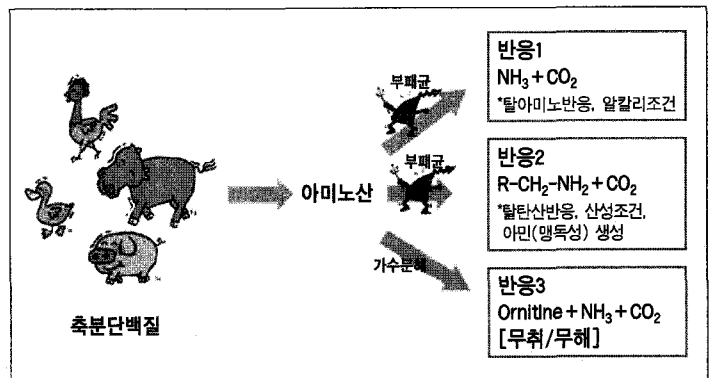 축분단백질
아미노산
부패균
부패균
가수분해
반응1
NH₃+CO₂
*탈아미노반응, 알칼리조건
반응2
R-CH₂-NH₂+CO₂
*탈탄산반응, 산성조건,
아민(맹독성) 생성
반응3
Ornitine+NH₃+CO₂
[무취/무해]